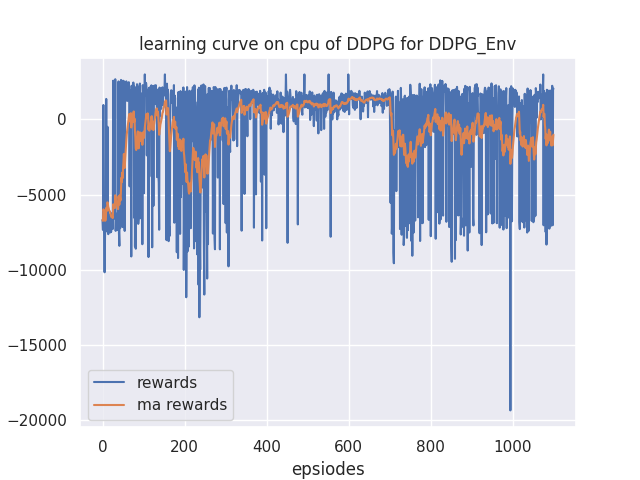 learning curve on cpu of DDPG for DDPG_Env
0
−5000
−10000
−15000
−20000
rewards
ma rewards
0
200
400
600
800
1000
epsiodes